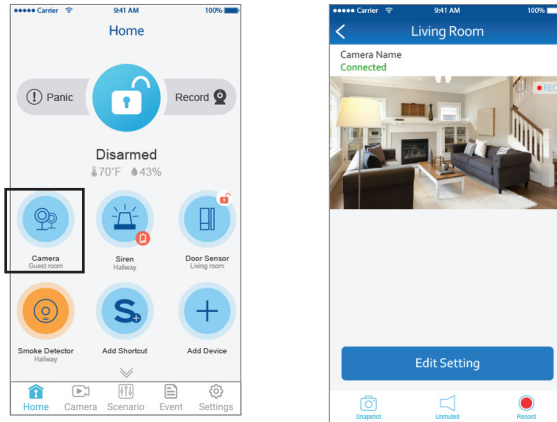 Carrier 9:41 AM 100%
Home
Panic
Record
Disarmed
70°F 43%
Camera
Guest room
Siren
Hallway
Door Sensor
Living room
Smoke Detector
Hallway
Add Shortcut
Add Device
Home Camera Scenario Event Settings
Carrier 9:41 AM 100%
Living Room
Camera Name
Connected
REC
Edit Setting
Snapshot
Unmuted
Record